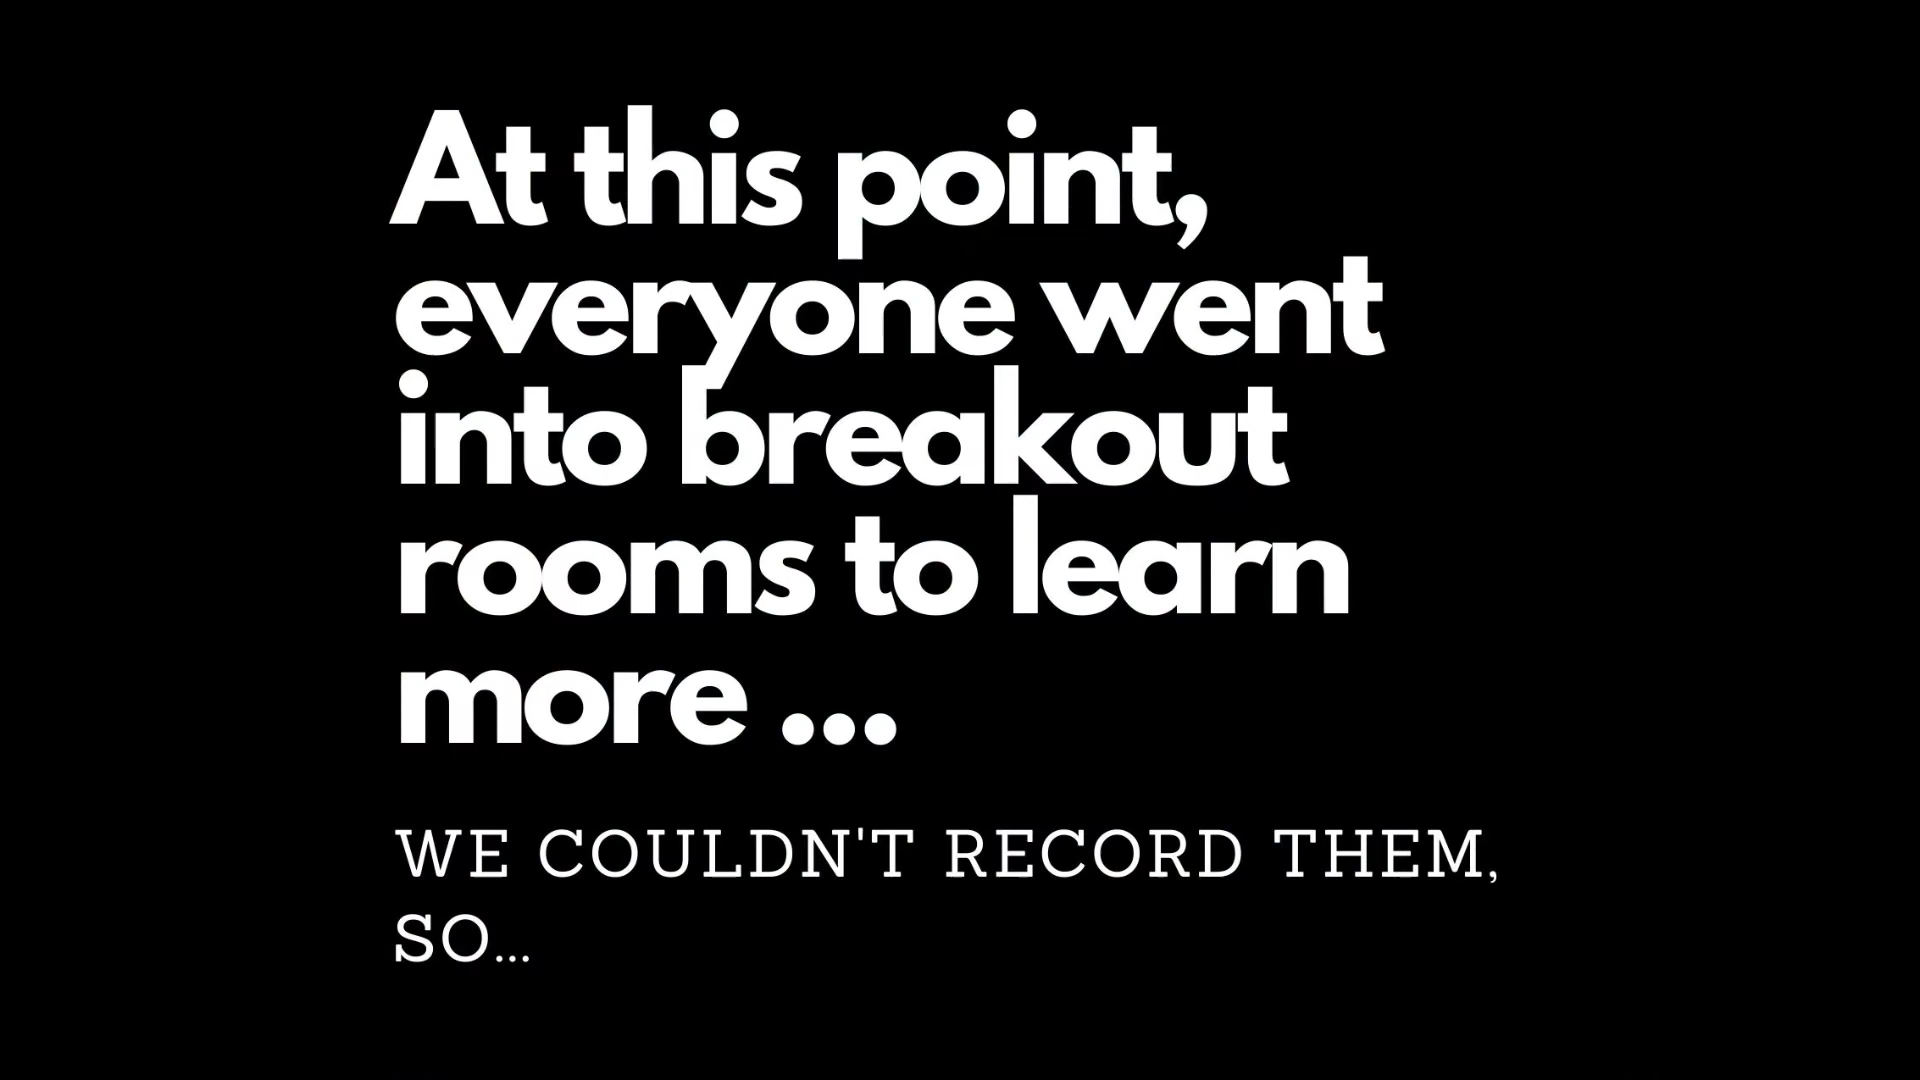 At this point,
everyone went
into breakout
rooms to learn
more ...
WE COULDN'T RECORD THEM,
SO...